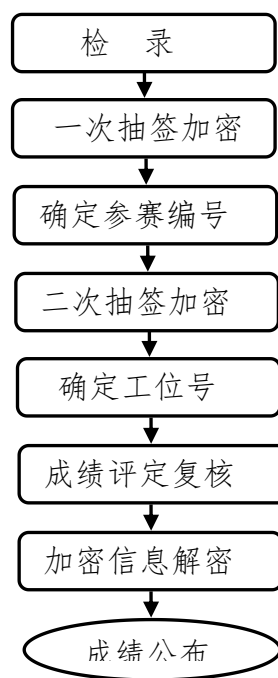 检 录
一次抽签加密
确定参赛编号
二次抽签加密
确定工位号
成绩评定复核
加密信息解密
成绩公布